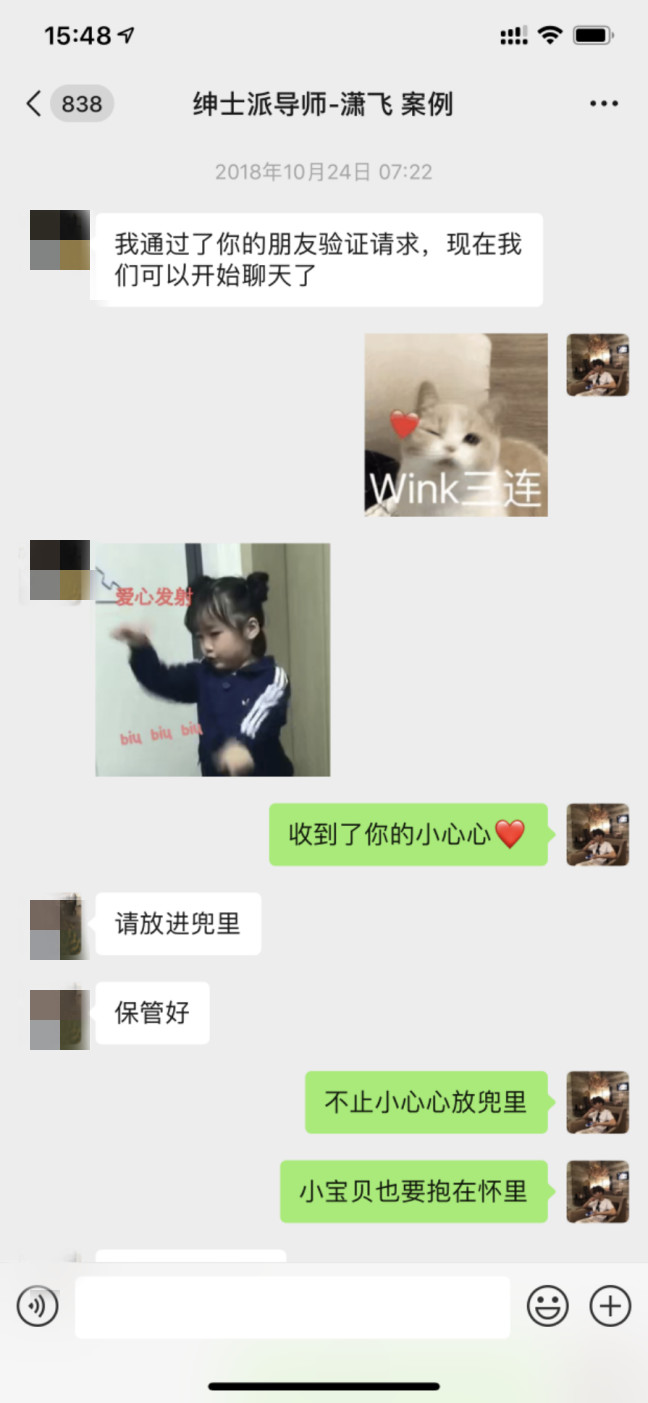 15:48
838
绅士派导师-潇飞 案例
2018年10月24日 07:22
我通过了你的朋友验证请求，现在我
们可以开始聊天了
Wink三连
爱心发射
biu biu biu
收到了你的小心心❤️
请放进兜里
保管好
不止小心心放兜里
小宝贝也要抱在怀里